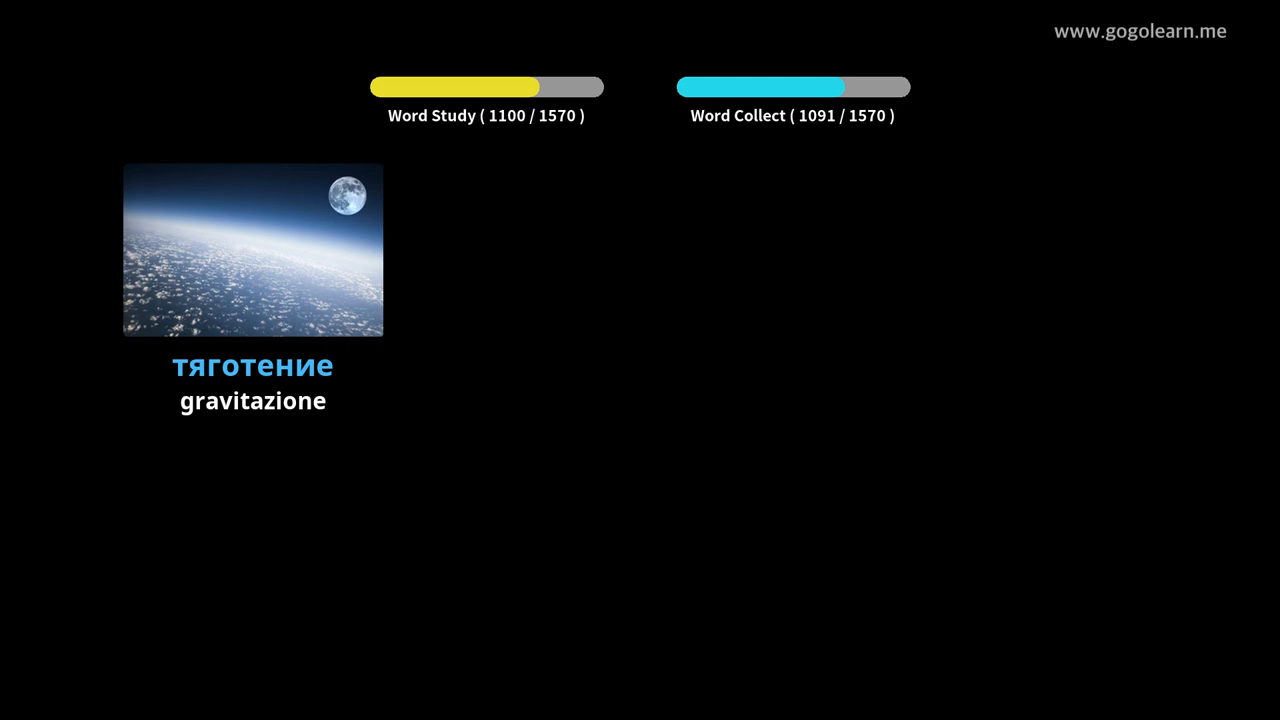 www.gogolearn.me
Word Study ( 1100 / 1570 )
Word Collect ( 1091 / 1570 )
тяготение
gravitazione